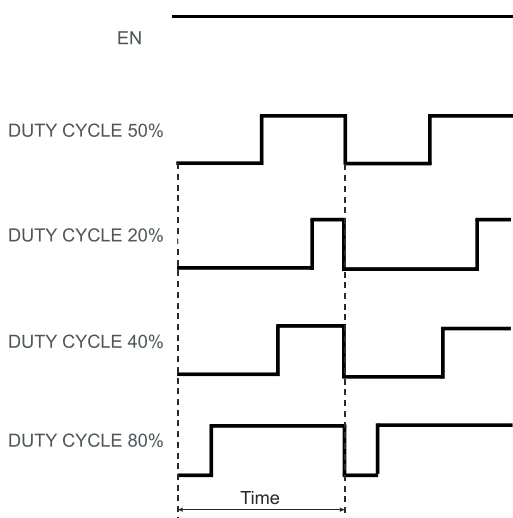 EN
DUTY CYCLE 50%
DUTY CYCLE 20%
DUTY CYCLE 40%
DUTY CYCLE 80%
Time